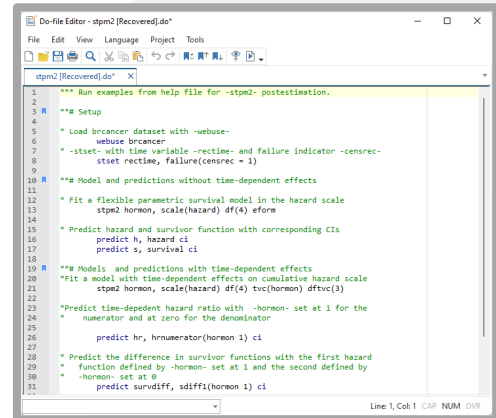 Do-file Editor - stpm2 [Recovered].do*
File Edit View Language Project Tools
stpm2 [Recovered].do* X
1 *** Run examples from help file for -stpm2- postestimation.
2
3 **# Setup
4
5 * Load brcancer dataset with -webuse-
6 webuse brcancer
7 * -stset- with time variable -rectime- and failure indicator -censrec-
8 stset rectime, failure(censrec = 1)
9
10 **# Model and predictions without time-dependent effects
11
12 * Fit a flexible parametric survival model in the hazard scale
13 stpm2 hormon, scale(hazard) df(4) eform
14
15 * Predict hazard and survivor function with corresponding CIs
16 predict h, hazard ci
17 predict s, survival ci
18
19 **# Models and predictions with time-dependent effects
20 *Fit a model with time-dependent effects on cumulative hazard scale
21 stpm2 hormon, scale(hazard) df(4) tvc(hormon) dftvc(3)
22
23 *Predict time-depedent hazard ratio with -hormon- set at 1 for the
24 * numerator and at zero for the denominator
25
26 predict hr, hrnumerator(hormon 1) ci
27
28 * Predict the difference in survivor functions with the first hazard
29 * function defined by -hormon- set at 1 and the second defined by
30 * -hormon- set at 0
31 predict survdiff, sdiff1(hormon 1) ci
Line: 1, Col: 1 CAP NUM OVR